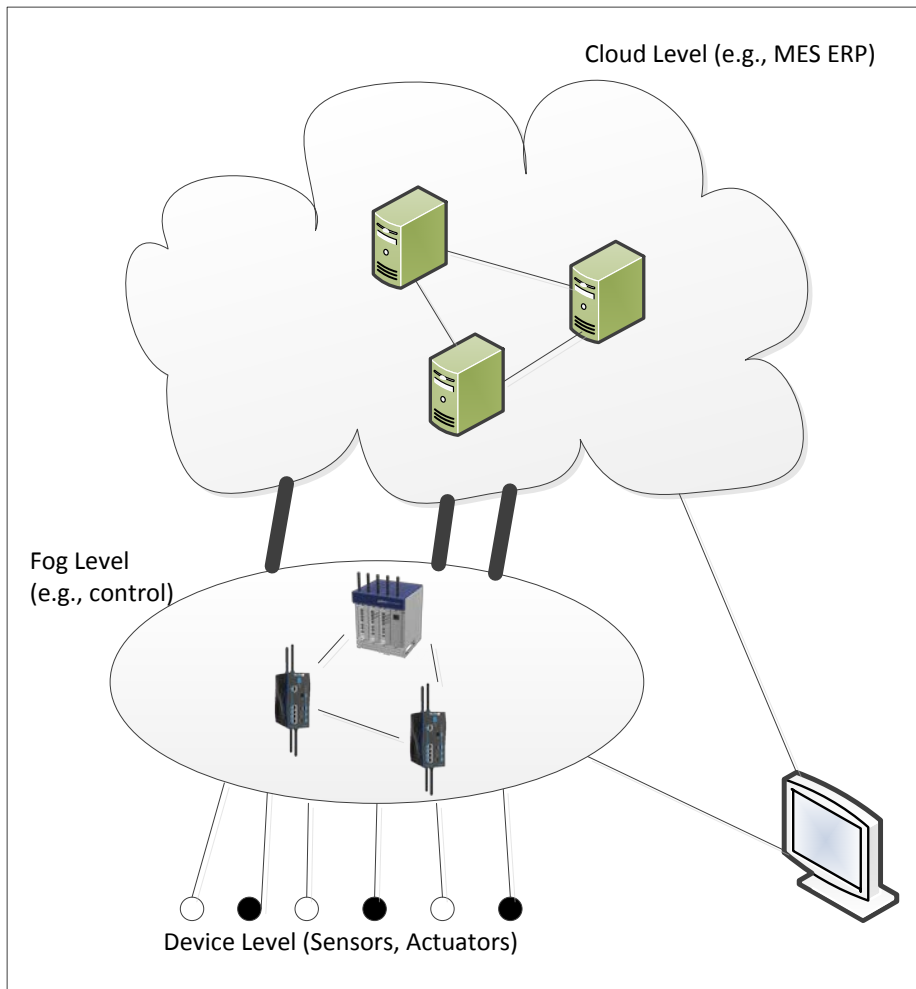 Cloud Level (e.g., MES ERP)
Fog Level
(e.g., control)
Device Level (Sensors, Actuators)